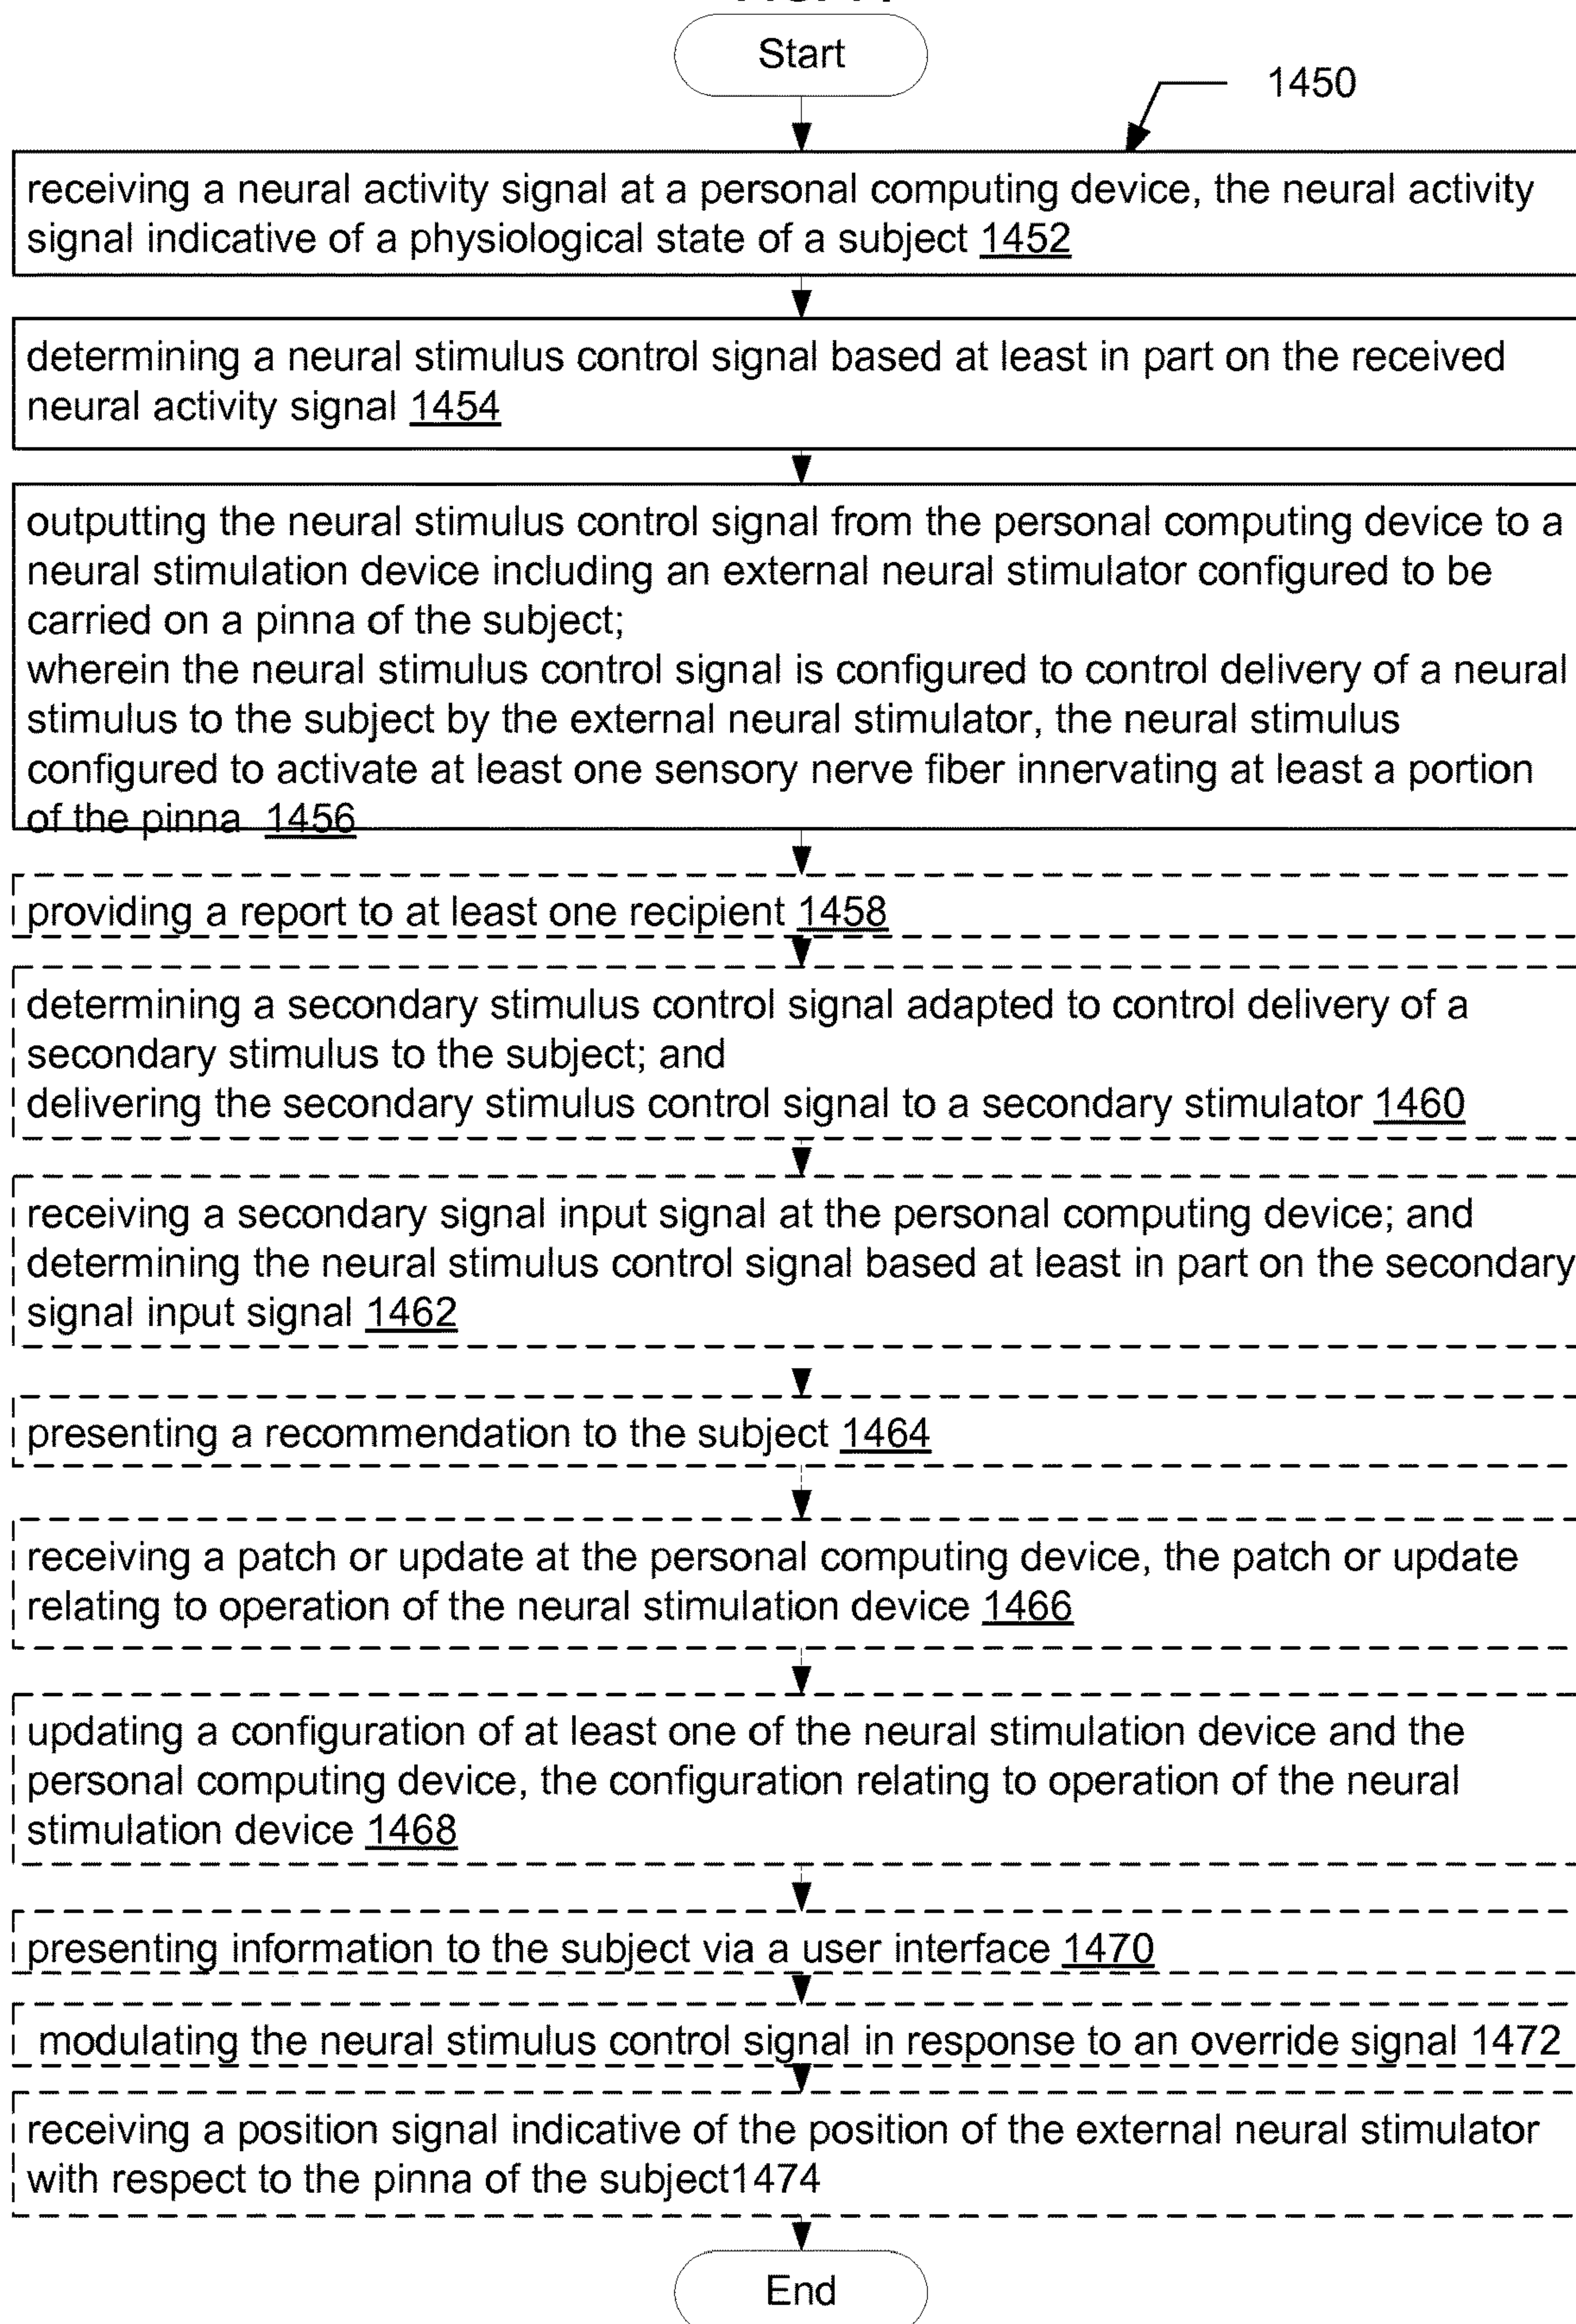 Start
1450
receiving a neural activity signal at a personal computing device, the neural activity
signal indicative of a physiological state of a subject 1452
determining a neural stimulus control signal based at least in part on the received
neural activity signal 1454
outputting the neural stimulus control signal from the personal computing device to a
neural stimulation device including an external neural stimulator configured to be
carried on a pinna of the subject;
wherein the neural stimulus control signal is configured to control delivery of a neural
stimulus to the subject by the external neural stimulator, the neural stimulus
configured to activate at least one sensory nerve fiber innervating at least a portion
of the pinna 1456
providing a report to at least one recipient 1458
determining a secondary stimulus control signal adapted to control delivery of a
secondary stimulus to the subject; and
delivering the secondary stimulus control signal to a secondary stimulator 1460
receiving a secondary signal input signal at the personal computing device; and
determining the neural stimulus control signal based at least in part on the secondary
signal input signal 1462
presenting a recommendation to the subject 1464
receiving a patch or update at the personal computing device, the patch or update
relating to operation of the neural stimulation device 1466
updating a configuration of at least one of the neural stimulation device and the
personal computing device, the configuration relating to operation of the neural
stimulation device 1468
presenting information to the subject via a user interface 1470
modulating the neural stimulus control signal in response to an override signal 1472
receiving a position signal indicative of the position of the external neural stimulator
with respect to the pinna of the subject1474
End